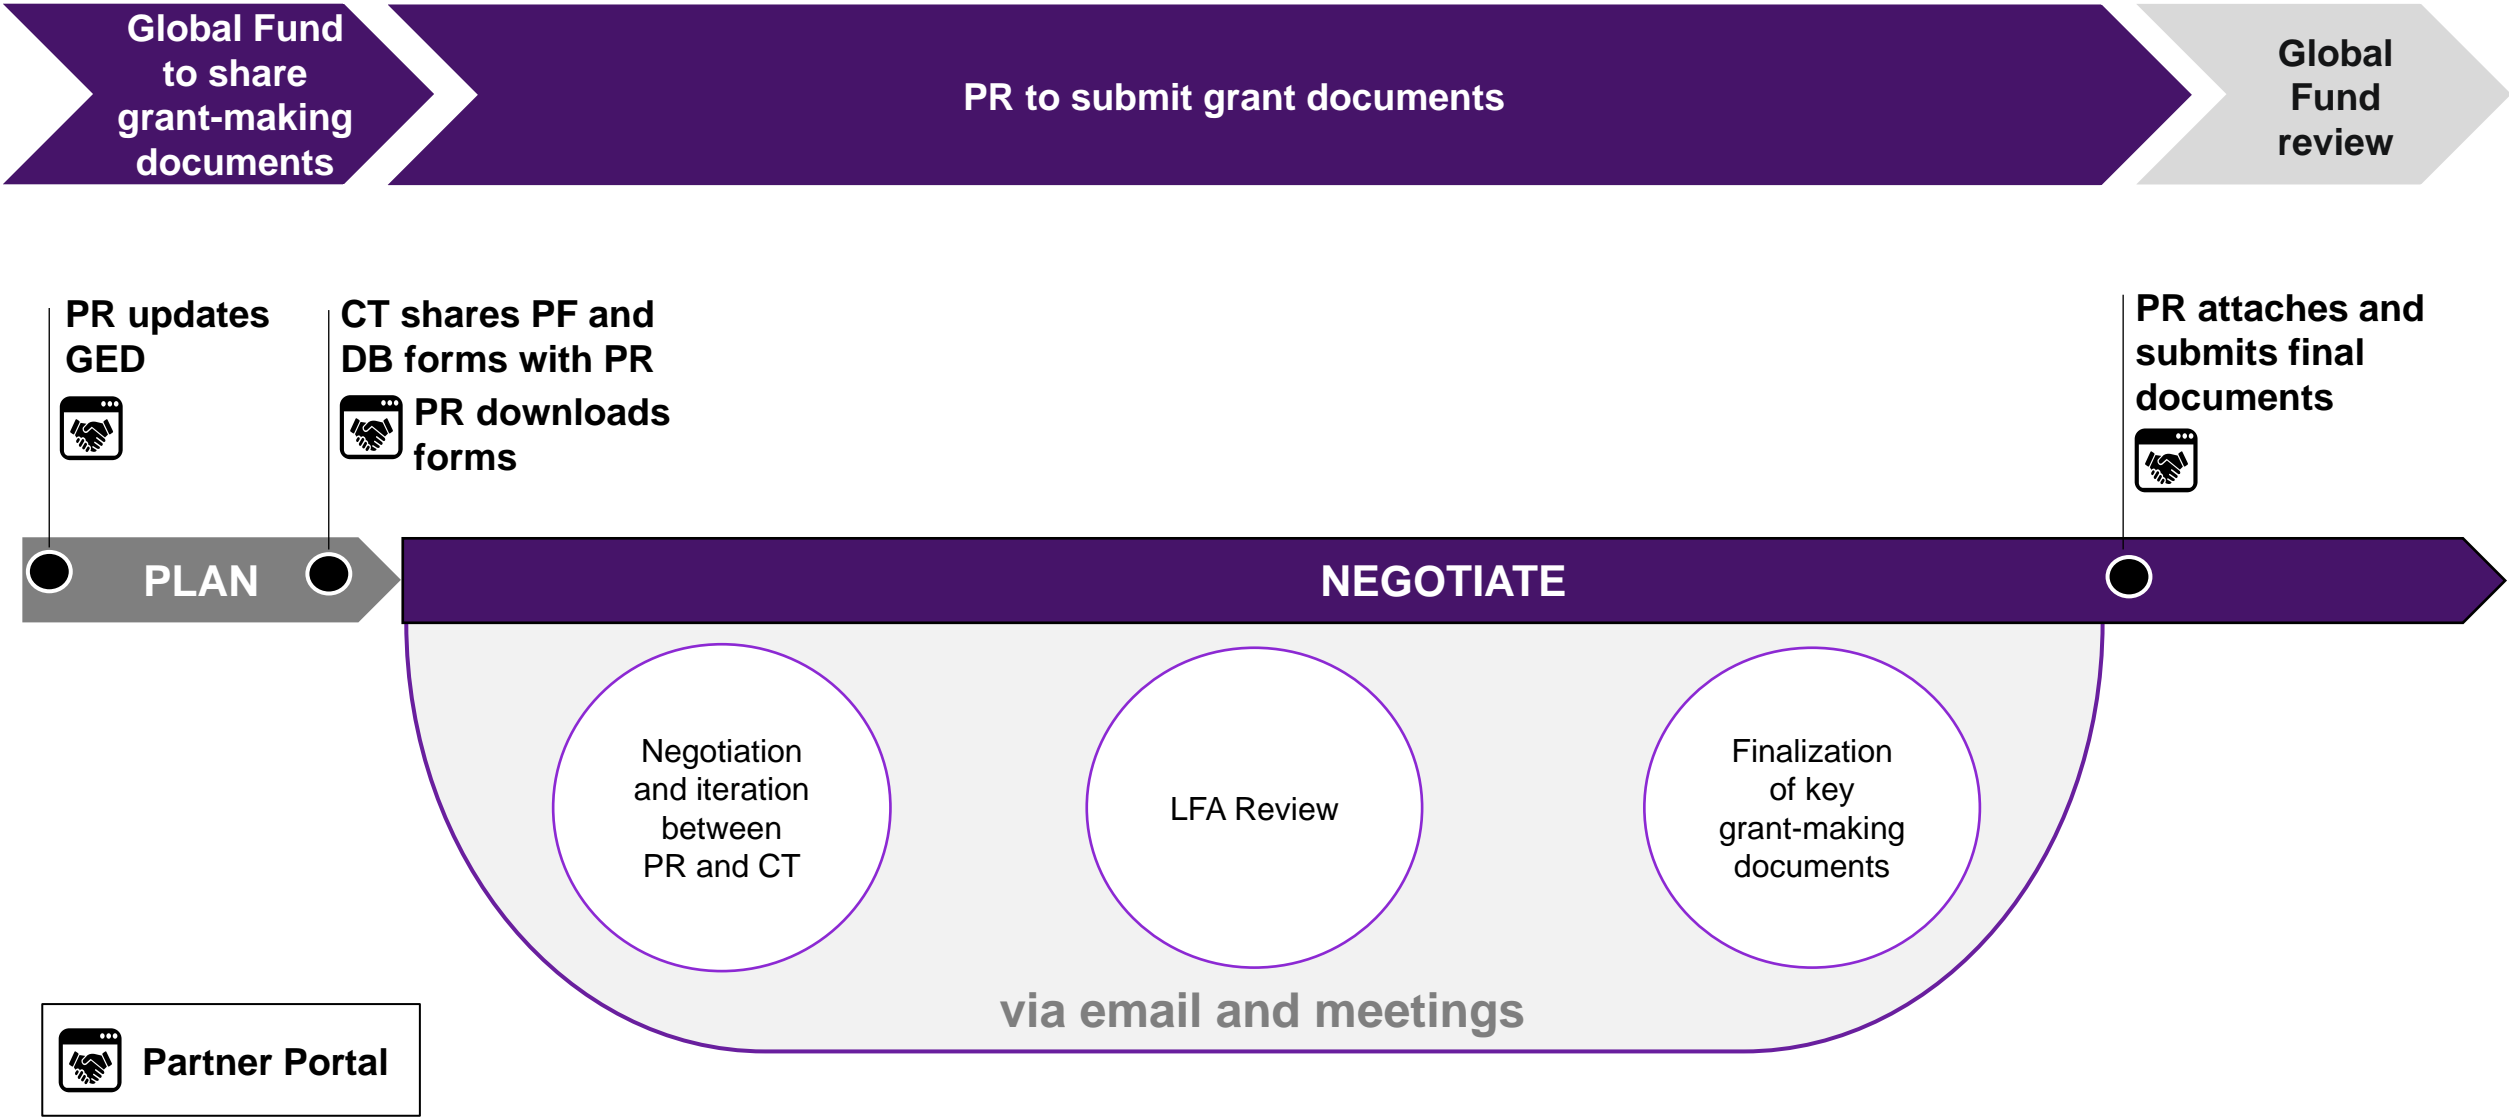 Global Fund
to share
grant-making
documents
PR to submit grant documents
Global
Fund
review
PR updates
GED
CT shares PF and
DB forms with PR
PR downloads
forms
PR attaches and
submits final
documents
PLAN
NEGOTIATE
Negotiation
and iteration
between
PR and CT
LFA Review
Finalization
of key
grant-making
documents
via email and meetings
Partner Portal